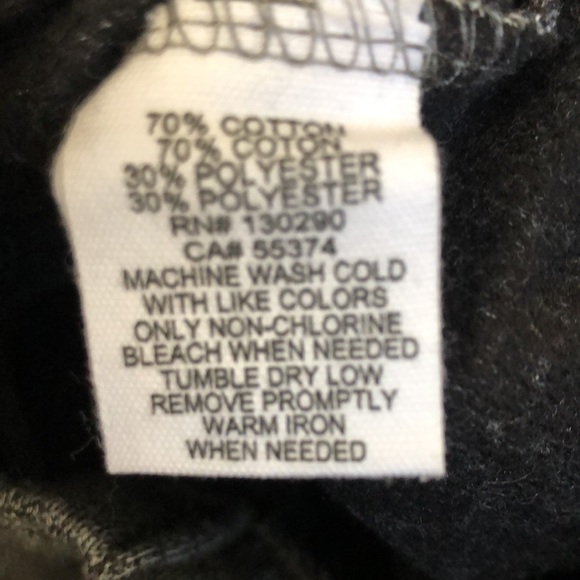 70% COTTON
70% COTON
30% POLYESTER
30% POLYESTER
RN# 130290
CA# 55374
MACHINE WASH COLD
WITH LIKE COLORS
ONLY NON-CHLORINE
BLEACH WHEN NEEDED
TUMBLE DRY LOW
REMOVE PROMPTLY
WARM IRON
WHEN NEEDED